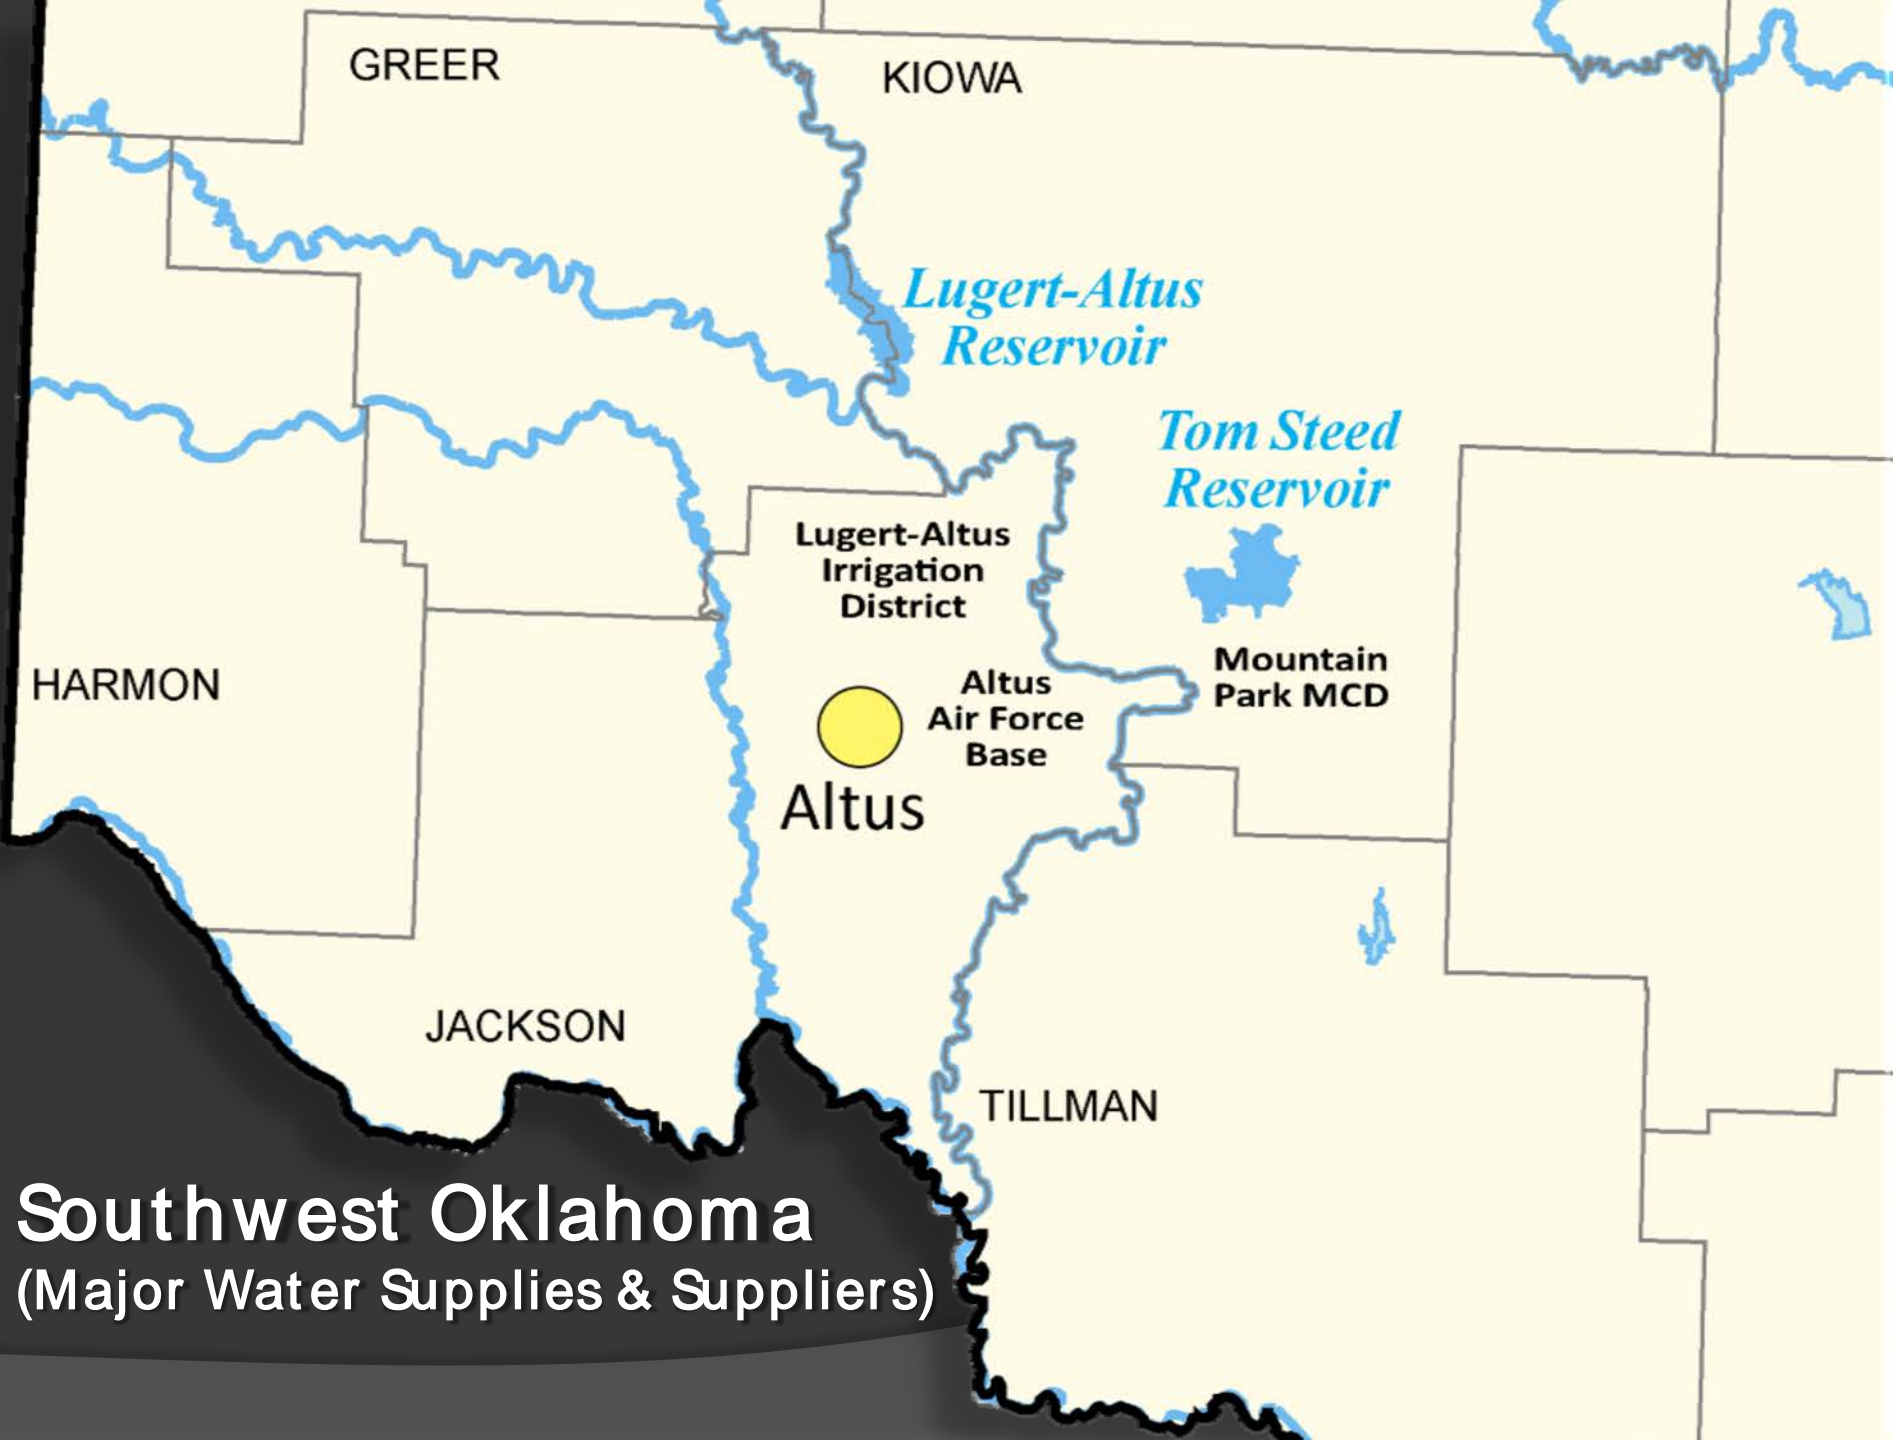 GREER
KIOWA
Lugert-Altus
Reservoir
Tom Steed
Reservoir
Lugert-Altus
Irrigation
District
HARMON
Mountain
Park MCD
Altus
Air Force
Base
Altus
JACKSON
TILLMAN
Southwest Oklahoma
(Major Water Supplies & Suppliers)